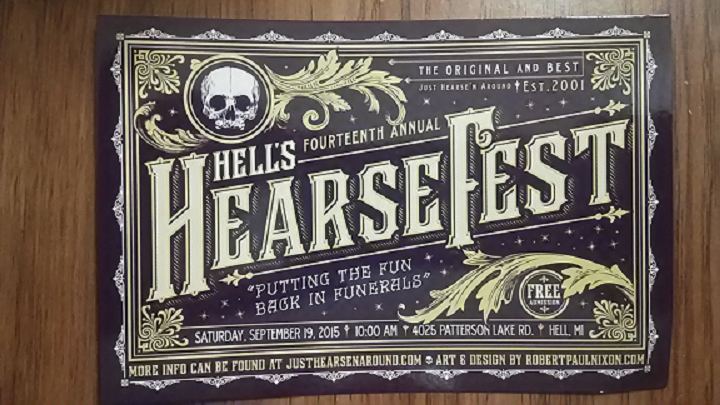 THE ORIGINAL AND BEST
JUST HEARSE'N AROUND EST. 2001
FOURTEENTH ANNUAL
HELL'S
HEARSEFEST
"PUTTING THE FUN
BACK IN FUNERALS"
FREE
ADMISSION
SATURDAY, SEPTEMBER 19, 2015 10:00 AM 4025 PATTERSON LAKE RD. HELL, MI
MORE INFO CAN BE FOUND AT JUSTHEARSENAROUND.COM ART & DESIGN BY ROBERTPAULNIXON.COM